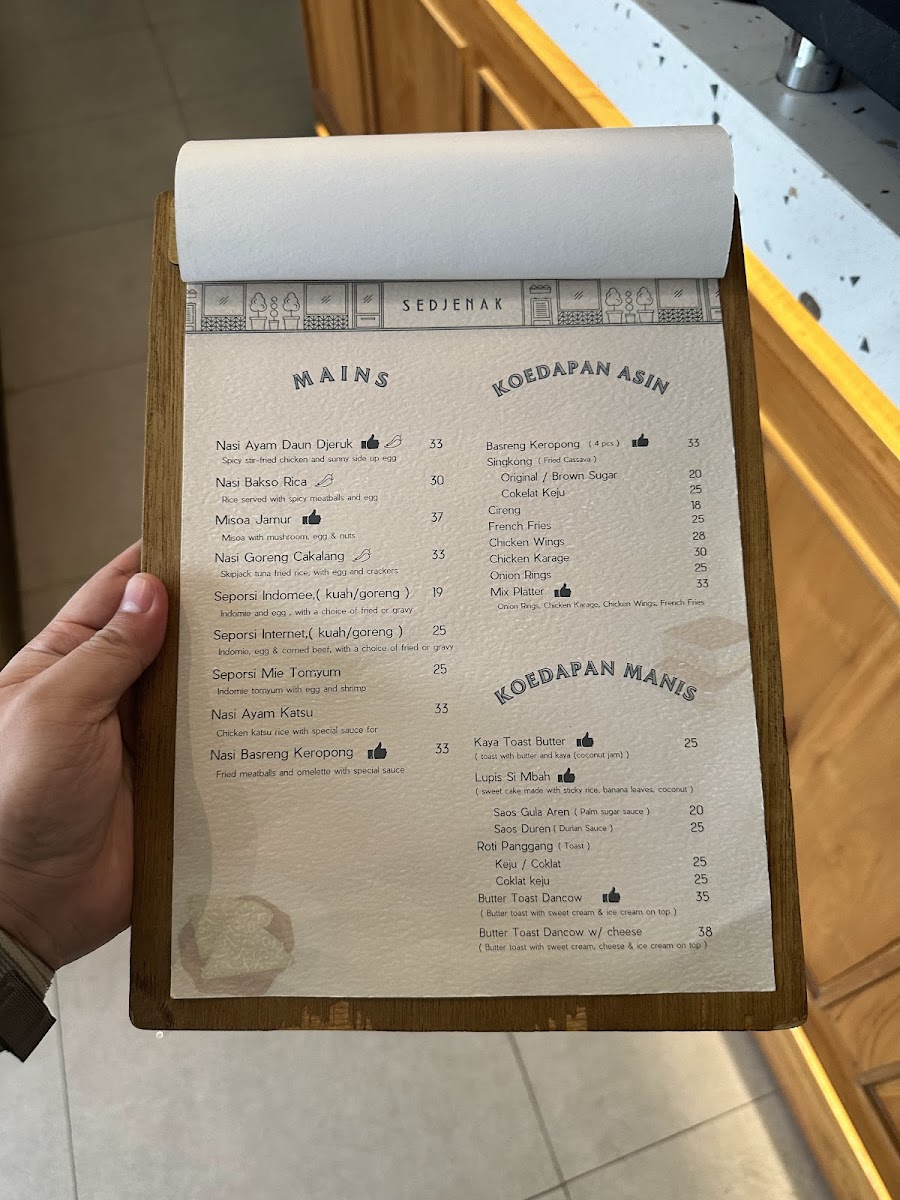 SEDJENAK
MAINS
Nasi Ayam Daun Djeruk 33
Spicy stir-fried chicken and sunny side up egg
Nasi Bakso Rica 30
Rice served with spicy meatballs and egg
Misoa Jamur 37
Misoa with mushroom, egg & nuts
Nasi Goreng Cakalang 33
Skipjack tuna fried rice, with egg and crackers
Seporsi Indomee,( kuah/goreng ) 19
Indomie and egg , with a choice of fried or gravy
Seporsi Internet,( kuah/goreng ) 25
Indomie, egg & corned beef, with a choice of fried or gravy
Seporsi Mie Tomyum 25
Indomie tomyum with egg and shrimp
Nasi Ayam Katsu 33
Chicken katsu rice with special sauce for
Nasi Basreng Keropong 33
Fried meatballs and omelette with special sauce
KOEDAPAN ASIN
Basreng Keropong ( 4 pcs ) 33
Singkong ( Fried Cassava )
Original / Brown Sugar 20
Cokelat Keju 25
Cireng 18
French Fries 25
Chicken Wings 28
Chicken Karage 30
Onion Rings 25
Mix Platter 33
Onion Rings, Chicken Karage, Chicken Wings, French Fries
KOEDAPAN MANIS
Kaya Toast Butter 25
( toast with butter and kaya (coconut jam) )
Lupis Si Mbah
( sweet cake made with sticky rice, banana leaves, coconut )
Saos Gula Aren ( Palm sugar sauce ) 20
Saos Duren ( Durian Sauce ) 25
Roti Panggang ( Toast )
Keju / Coklat 25
Coklat keju 25
Butter Toast Dancow 35
( Butter toast with sweet cream & ice cream on top )
Butter Toast Dancow w/ cheese 38
( Butter toast with sweet cream, cheese & ice cream on top )